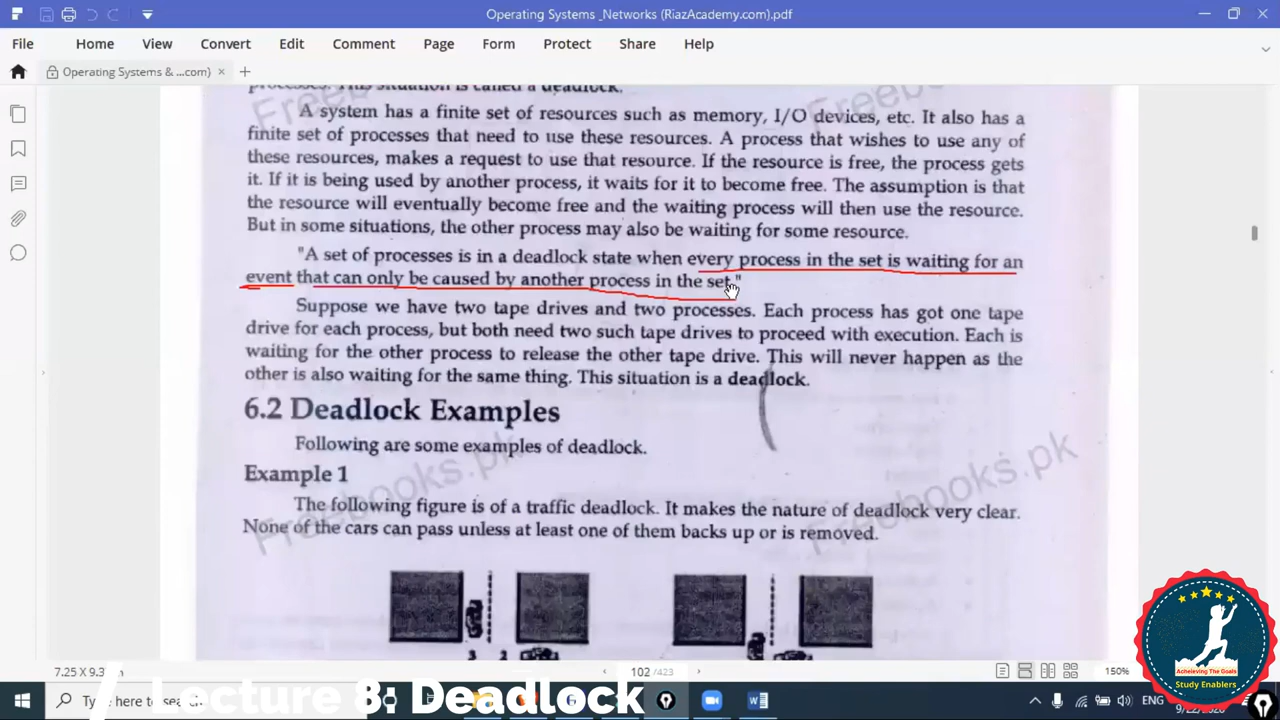 Operating Systems _Networks (RiazAcademy.com).pdf
File Home View Convert Edit Comment Page Form Protect Share Help
Operating Systems & ...com) × +
processes. This situation is called a deadlock.
A system has a finite set of resources such as memory, I/O devices, etc. It also has a
finite set of processes that need to use these resources. A process that wishes to use any of
these resources, makes a request to use that resource. If the resource is free, the process gets
it. If it is being used by another process, it waits for it to become free. The assumption is that
the resource will eventually become free and the waiting process will then use the resource.
But in some situations, the other process may also be waiting for some resource.
"A set of processes is in a deadlock state when every process in the set is waiting for an
event that can only be caused by another process in the set."
Suppose we have two tape drives and two processes. Each process has got one tape
drive for each process, but both need two such tape drives to proceed with execution. Each is
waiting for the other process to release the other tape drive. This will never happen as the
other is also waiting for the same thing. This situation is a deadlock.
6.2 Deadlock Examples
Following are some examples of deadlock.
Example 1
The following figure is of a traffic deadlock. It makes the nature of deadlock very clear.
None of the cars can pass unless at least one of them backs up or is removed.
Freebooks.pk
Freebooks.pk
7.25 x 9.3
102 /423
150%
Type here to sear
Lecture 8: Deadlock
ENG
Acheieving The Goals
Study Enablers